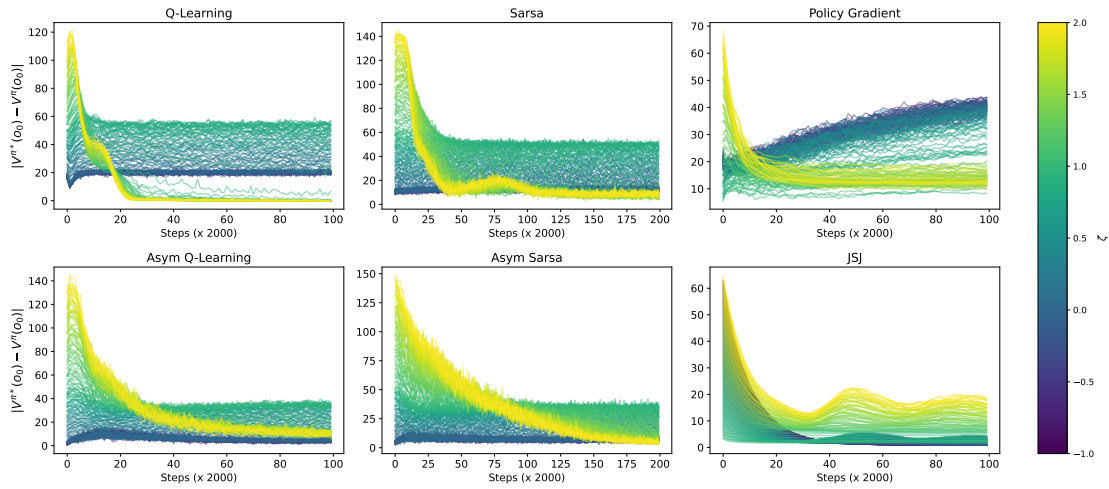 Q-Learning
Sarsa
Policy Gradient
|V^{π*}(o_0) − V^{π}(o_0)|
120
100
80
60
40
20
0
0 20 40 60 80 100
Steps (x 2000)
140
120
100
80
60
40
20
0
0 25 50 75 100 125 150 175 200
Steps (x 2000)
70
60
50
40
30
20
10
0 20 40 60 80 100
Steps (x 2000)
Asym Q-Learning
Asym Sarsa
JSJ
|V^{π*}(o_0) − V^{π}(o_0)|
140
120
100
80
60
40
20
0
0 20 40 60 80 100
Steps (x 2000)
150
125
100
75
50
25
0
0 25 50 75 100 125 150 175 200
Steps (x 2000)
60
50
40
30
20
10
0
0 20 40 60 80 100
Steps (x 2000)
2.0
1.5
1.0
0.5
0.0
−0.5
−1.0
ζ